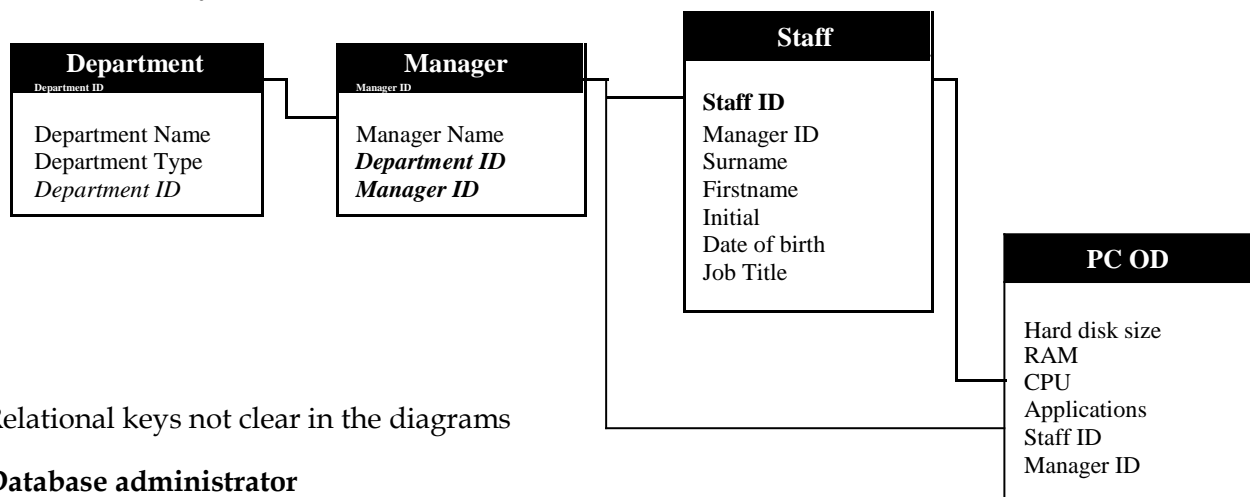 Department
Department ID
Department Name
Department Type
Department ID
Manager
Manager ID
Manager Name
Department ID
Manager ID
Staff
Staff ID
Manager ID
Surname
Firstname
Initial
Date of birth
Job Title
PC OD
Hard disk size
RAM
CPU
Applications
Staff ID
Manager ID
Relational keys not clear in the diagrams
Database administrator